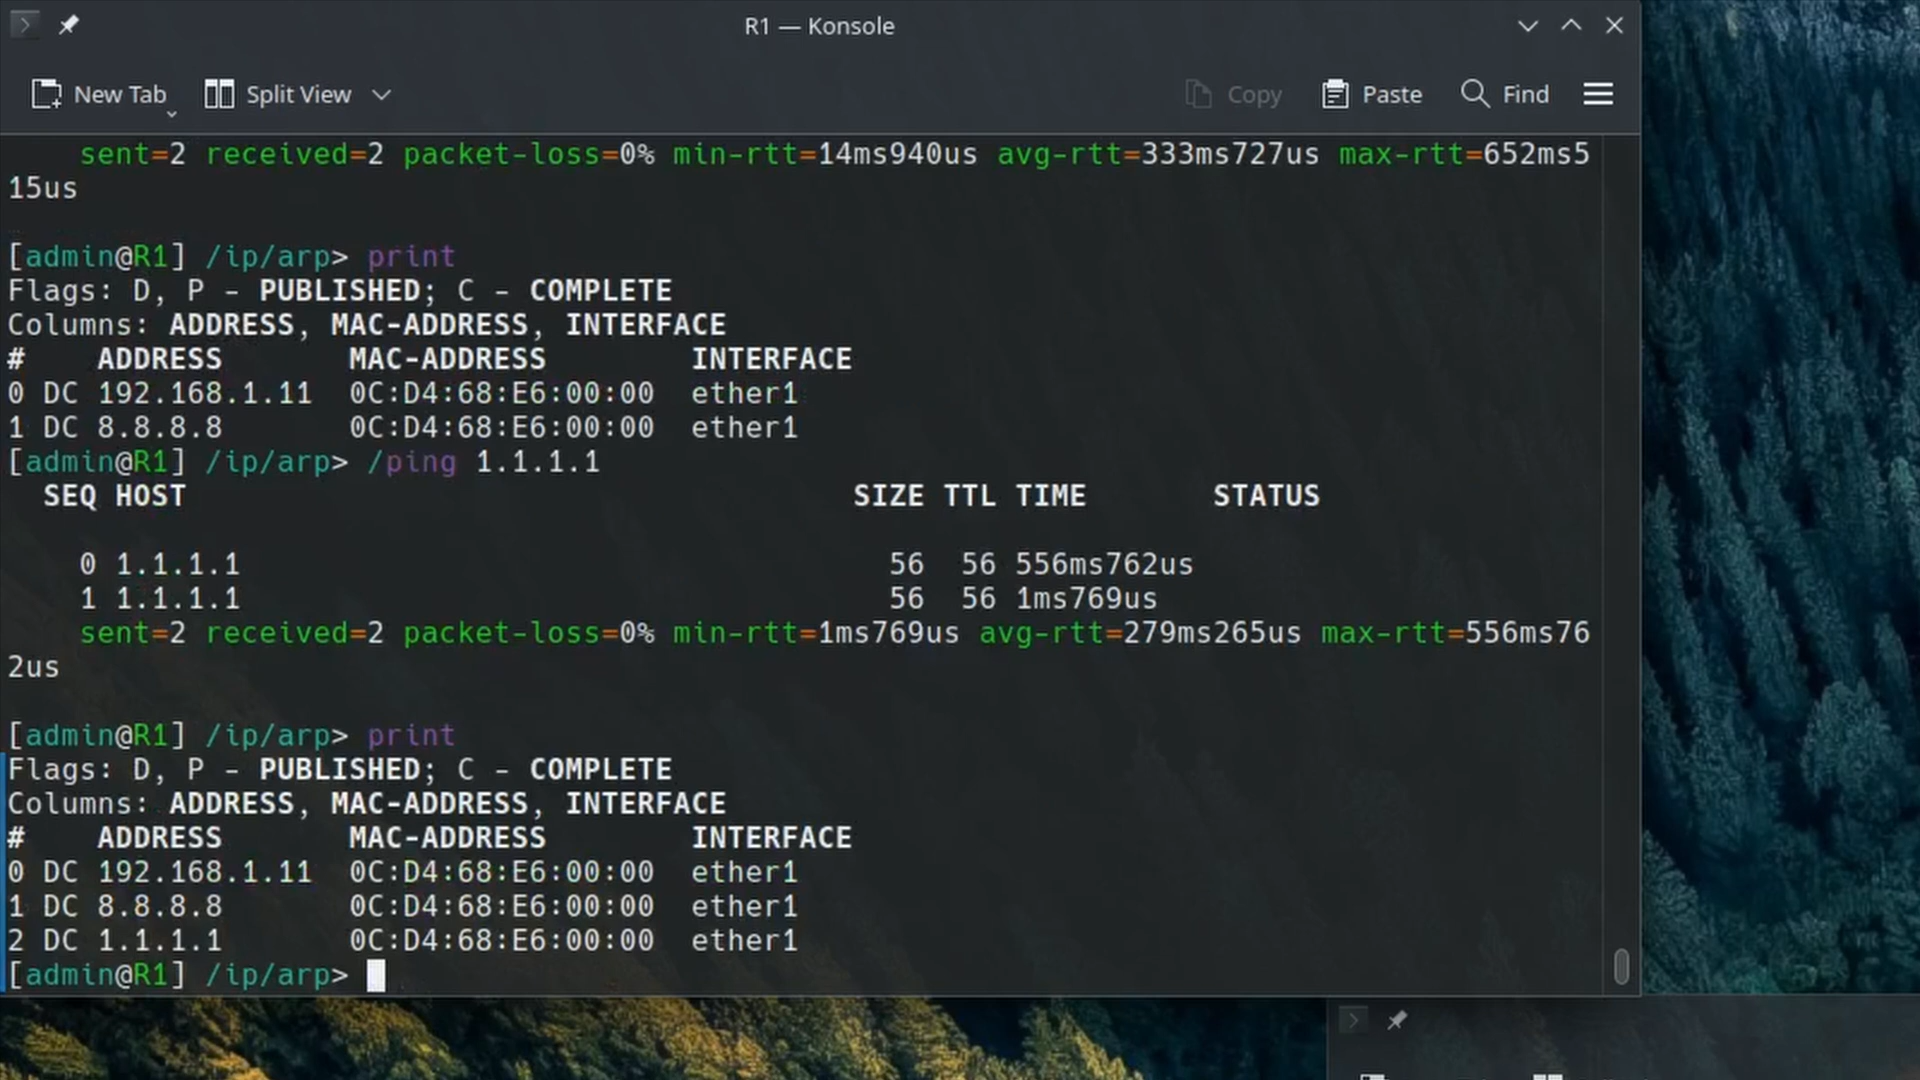 R1 — Konsole
New Tab Split View Copy Paste Find
sent=2 received=2 packet-loss=0% min-rtt=14ms940us avg-rtt=333ms727us max-rtt=652ms5
15us
[admin@R1] /ip/arp> print
Flags: D, P - PUBLISHED; C - COMPLETE
Columns: ADDRESS, MAC-ADDRESS, INTERFACE
# ADDRESS MAC-ADDRESS INTERFACE
0 DC 192.168.1.11 0C:D4:68:E6:00:00 ether1
1 DC 8.8.8.8 0C:D4:68:E6:00:00 ether1
[admin@R1] /ip/arp> /ping 1.1.1.1
SEQ HOST SIZE TTL TIME STATUS
0 1.1.1.1 56 56 556ms762us
1 1.1.1.1 56 56 1ms769us
sent=2 received=2 packet-loss=0% min-rtt=1ms769us avg-rtt=279ms265us max-rtt=556ms76
2us
[admin@R1] /ip/arp> print
Flags: D, P - PUBLISHED; C - COMPLETE
Columns: ADDRESS, MAC-ADDRESS, INTERFACE
# ADDRESS MAC-ADDRESS INTERFACE
0 DC 192.168.1.11 0C:D4:68:E6:00:00 ether1
1 DC 8.8.8.8 0C:D4:68:E6:00:00 ether1
2 DC 1.1.1.1 0C:D4:68:E6:00:00 ether1
[admin@R1] /ip/arp>